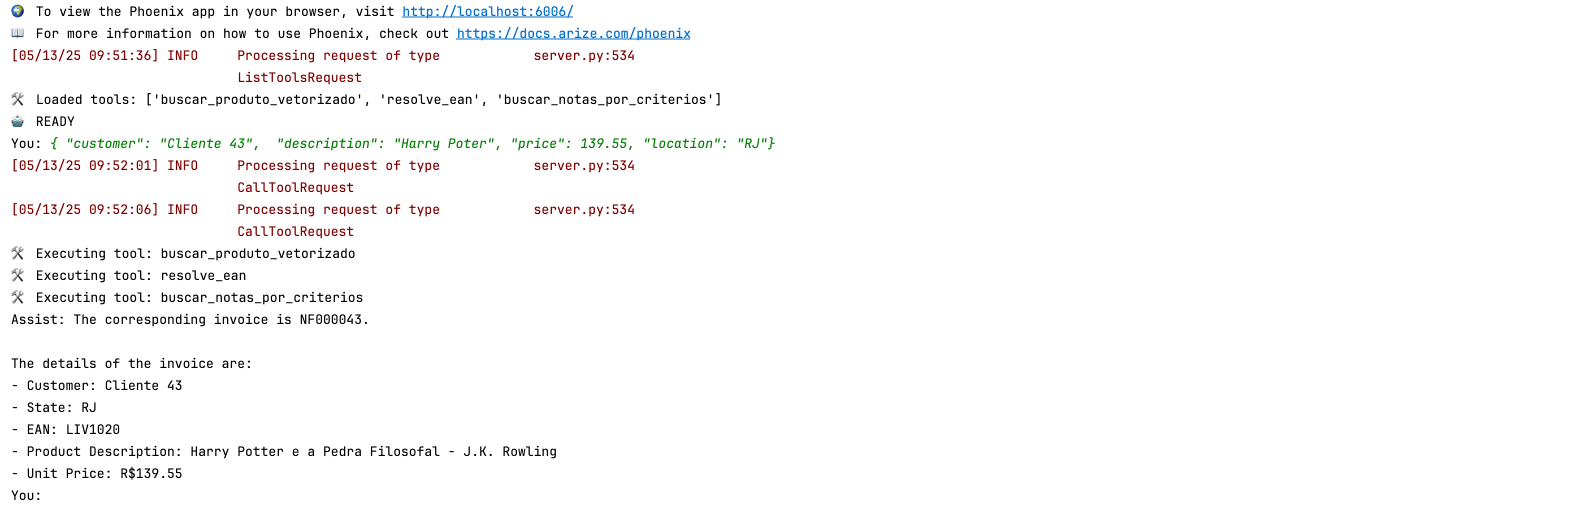 🌍 To view the Phoenix app in your browser, visit http://localhost:6006/
📖 For more information on how to use Phoenix, check out https://docs.arize.com/phoenix
[05/13/25 09:51:36] INFO     Processing request of type            server.py:534
                             ListToolsRequest
🛠 Loaded tools: ['buscar_produto_vetorizado', 'resolve_ean', 'buscar_notas_por_criterios']
🤖 READY
You: { "customer": "Cliente 43",  "description": "Harry Poter", "price": 139.55, "location": "RJ"}
[05/13/25 09:52:01] INFO     Processing request of type            server.py:534
                             CallToolRequest
[05/13/25 09:52:06] INFO     Processing request of type            server.py:534
                             CallToolRequest
🛠 Executing tool: buscar_produto_vetorizado
🛠 Executing tool: resolve_ean
🛠 Executing tool: buscar_notas_por_criterios
Assist: The corresponding invoice is NF000043.

The details of the invoice are:
- Customer: Cliente 43
- State: RJ
- EAN: LIV1020
- Product Description: Harry Potter e a Pedra Filosofal - J.K. Rowling
- Unit Price: R$139.55
You: